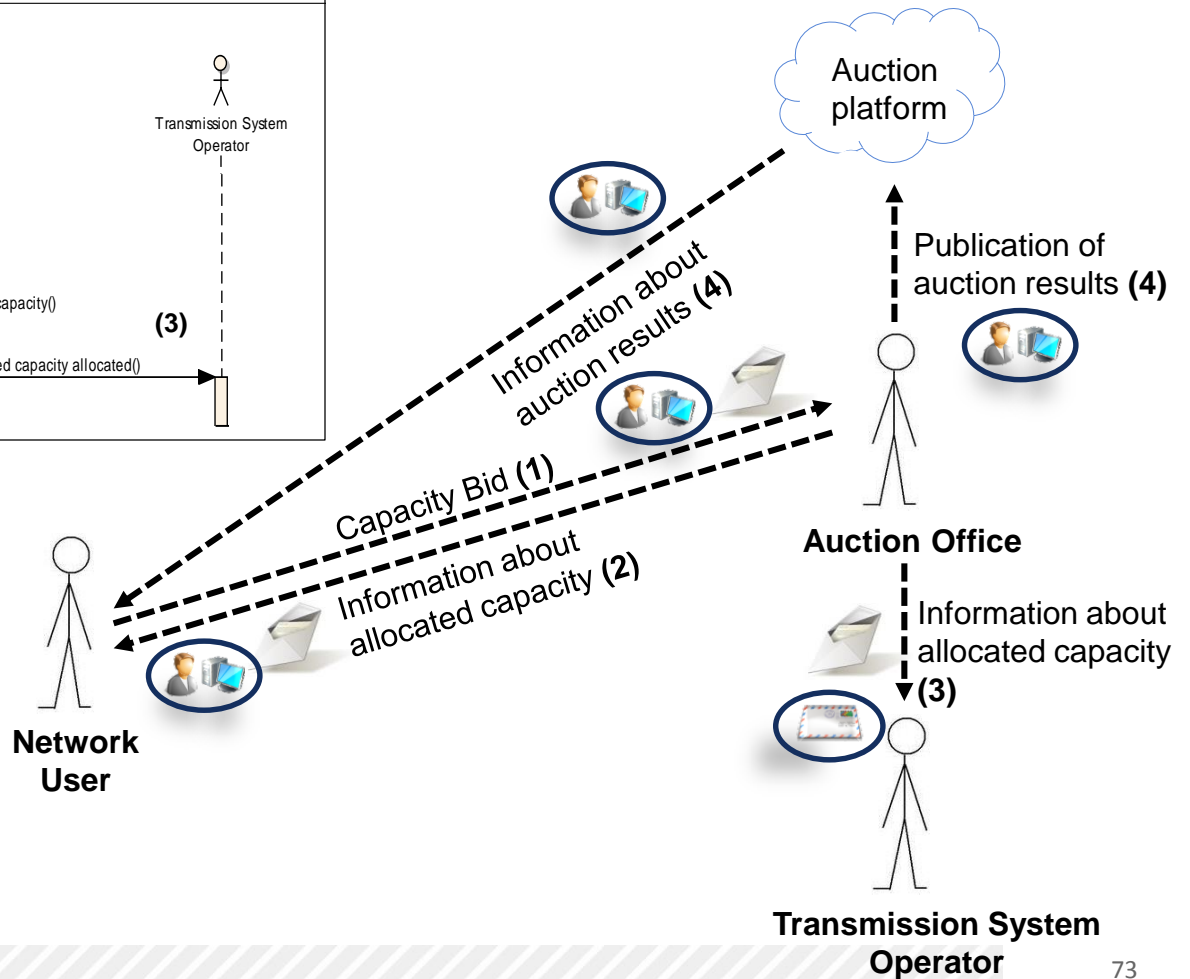 Transmission System
Operator
capacity()
(3)
ed capacity allocated()
Auction
platform
Publication of
auction results (4)
Information about
auction results (4)
Capacity Bid (1)
Information about
allocated capacity (2)
Auction Office
Information about
allocated capacity
(3)
Network
User
Transmission System
Operator
73